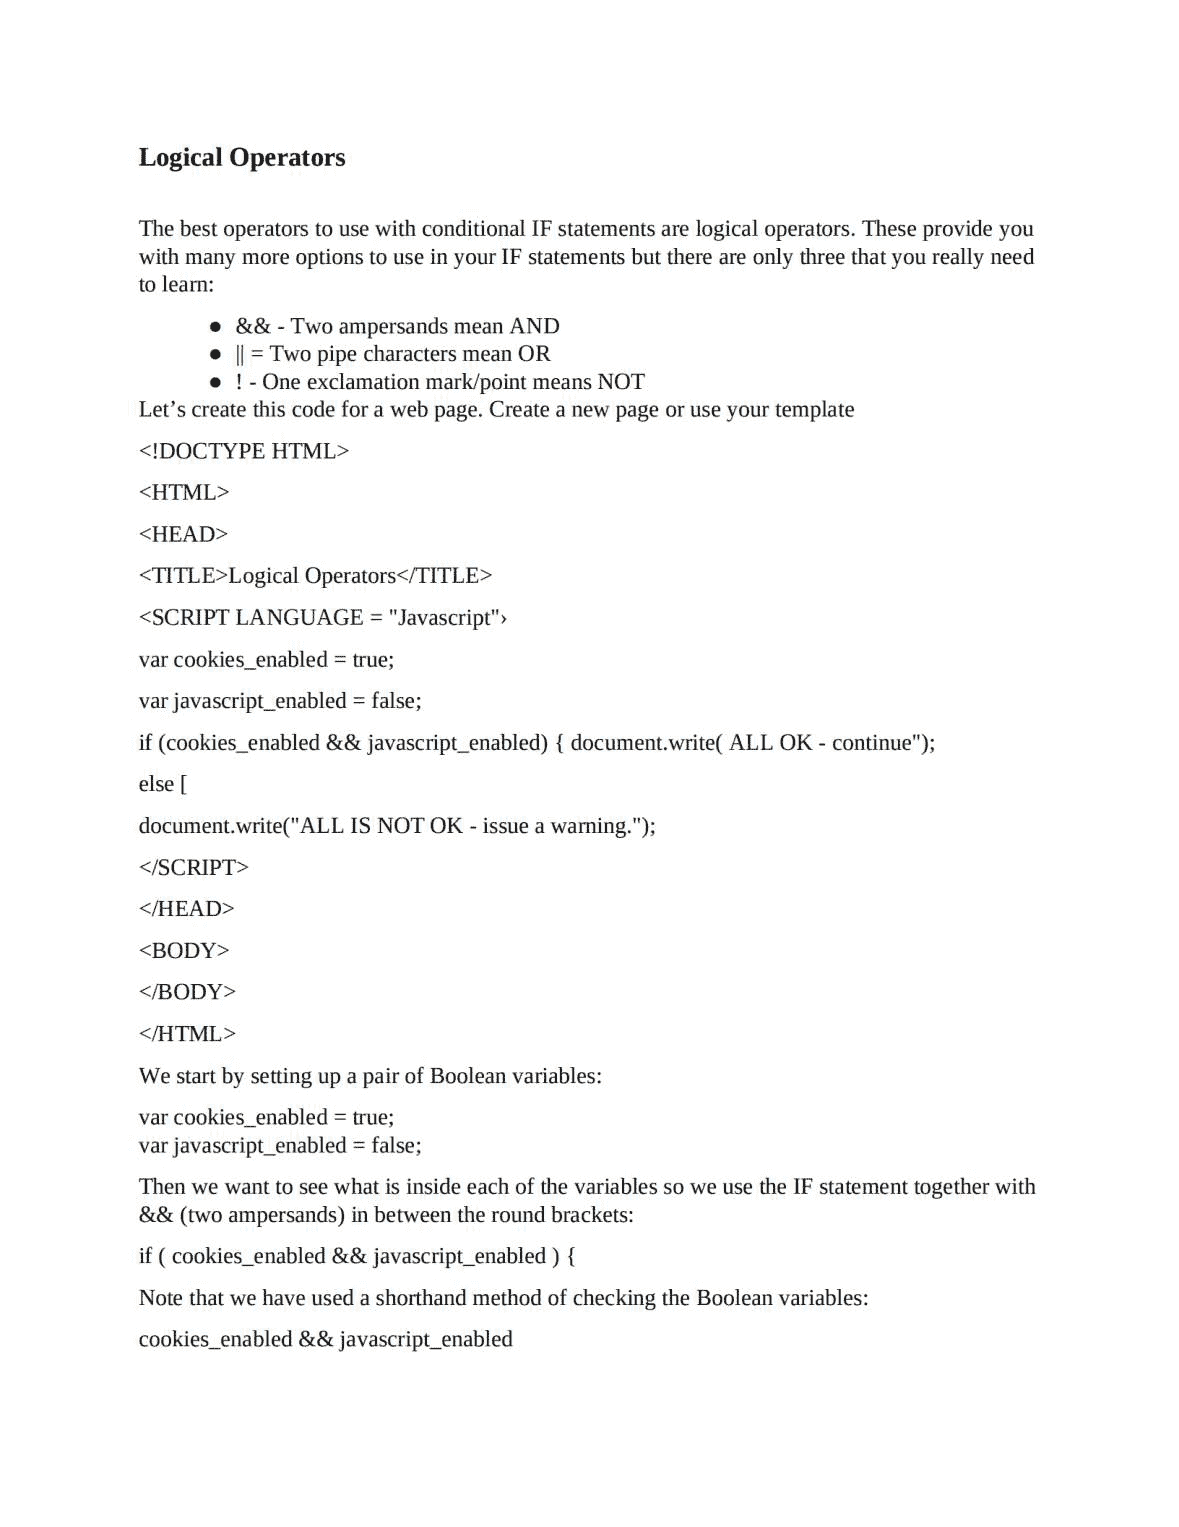 Logical Operators
The best operators to use with conditional IF statements are logical operators. These provide you
with many more options to use in your IF statements but there are only three that you really need
to learn:
● && - Two ampersands mean AND
● || = Two pipe characters mean OR
● ! - One exclamation mark/point means NOT
Let’s create this code for a web page. Create a new page or use your template
<!DOCTYPE HTML>
<HTML>
<HEAD>
<TITLE>Logical Operators</TITLE>
<SCRIPT LANGUAGE = "Javascript"›
var cookies_enabled = true;
var javascript_enabled = false;
if (cookies_enabled && javascript_enabled) { document.write( ALL OK - continue");
else [
document.write("ALL IS NOT OK - issue a warning.");
</SCRIPT>
</HEAD>
<BODY>
</BODY>
</HTML>
We start by setting up a pair of Boolean variables:
var cookies_enabled = true;
var javascript_enabled = false;
Then we want to see what is inside each of the variables so we use the IF statement together with
&& (two ampersands) in between the round brackets:
if ( cookies_enabled && javascript_enabled ) {
Note that we have used a shorthand method of checking the Boolean variables:
cookies_enabled && javascript_enabled